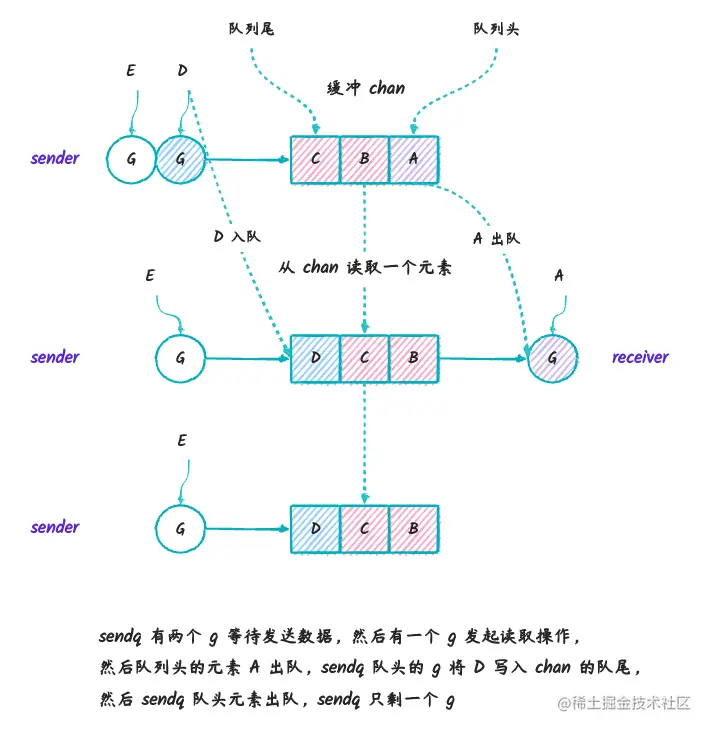 队列尾 队列头
E D 缓冲 chan
sender G G C B A
D 入队 A 出队
从 chan 读取一个元素
E A
sender G D C B G receiver
E
sender G D C B
sendq 有两个 g 等待发送数据，然后有一个 g 发起读取操作，
然后队列头的元素 A 出队，sendq 队头的 g 将 D 写入 chan 的队尾，
然后 sendq 队头元素出队，sendq 只剩一个 g
@稀土掘金技术社区